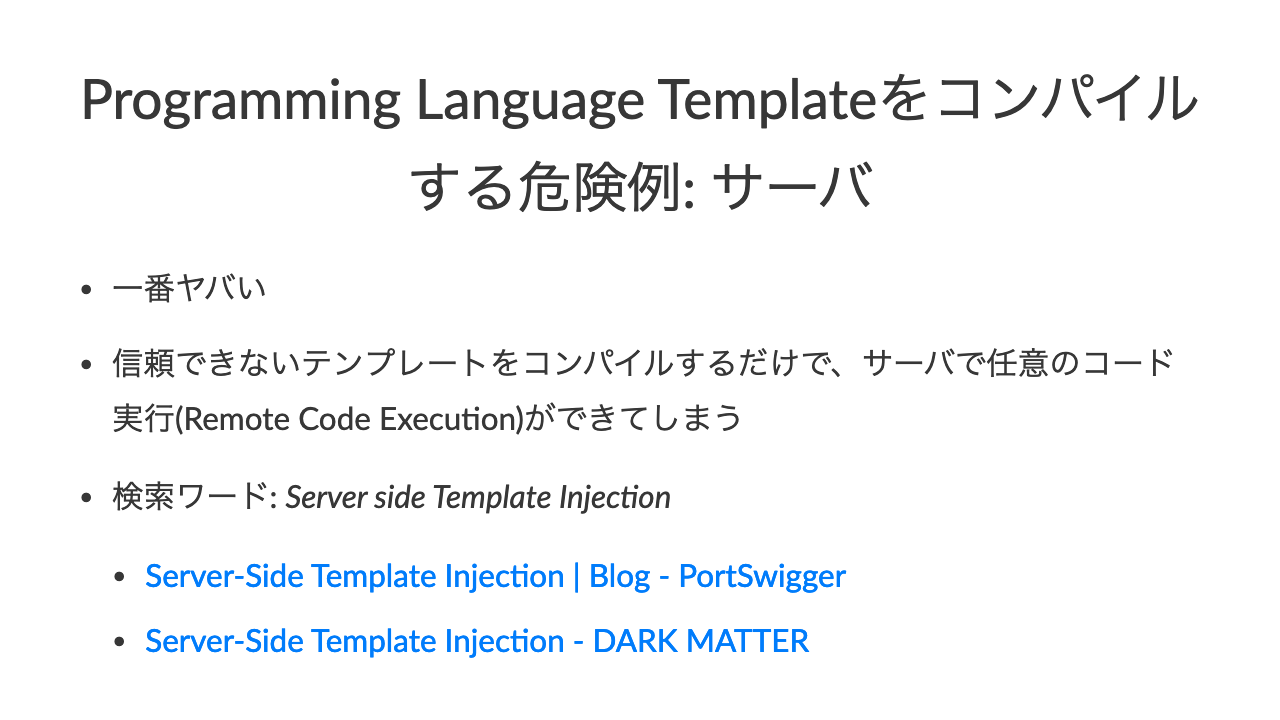 Programming Language Templateをコンパイル
する危険例: サーバ
• 一番ヤバい
• 信頼できないテンプレートをコンパイルするだけで、サーバで任意のコード
実行(Remote Code Execution)ができてしまう
• 検索ワード: Server side Template Injection
• Server-Side Template Injection | Blog - PortSwigger
• Server-Side Template Injection - DARK MATTER